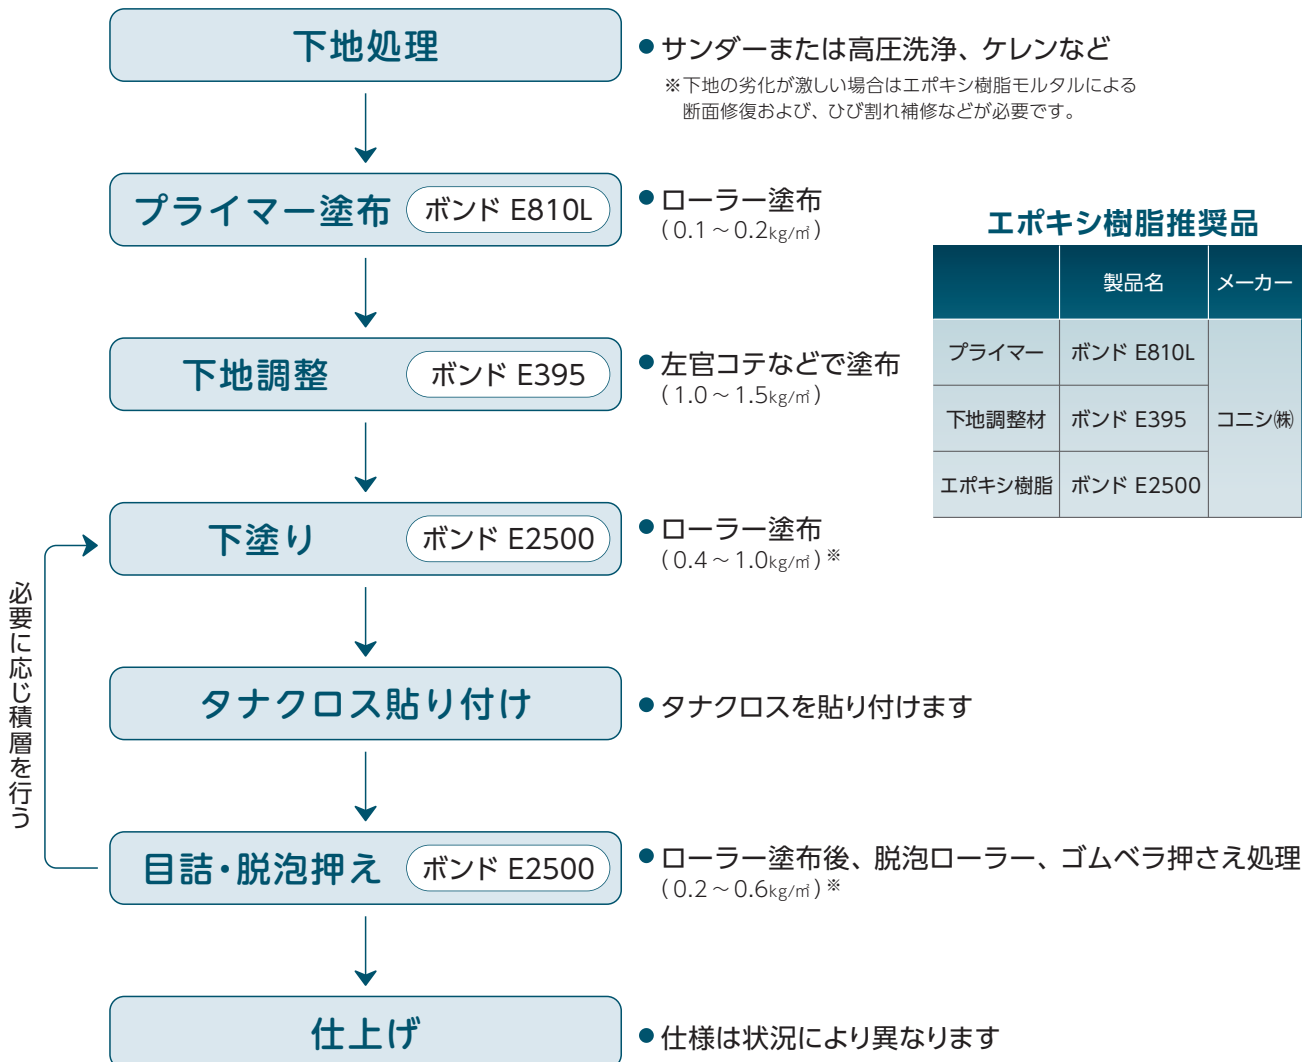 下地処理
●サンダーまたは高圧洗浄、ケレンなど
※下地の劣化が激しい場合はエポキシ樹脂モルタルによる
断面修復および、ひび割れ補修などが必要です。
プライマー塗布 ボンド E810L
●ローラー塗布
(0.1～0.2kg/㎡)
エポキシ樹脂推奨品
製品名 メーカー
プライマー ボンド E810L
下地調整材 ボンド E395 コニシ㈱
エポキシ樹脂 ボンド E2500
下地調整 ボンド E395
●左官コテなどで塗布
(1.0～1.5kg/㎡)
下塗り ボンド E2500
●ローラー塗布
(0.4～1.0kg/㎡)※
必要に応じ積層を行う
タナクロス貼り付け
●タナクロスを貼り付けます
目詰・脱泡押え ボンド E2500
●ローラー塗布後、脱泡ローラー、ゴムベラ押さえ処理
(0.2～0.6kg/㎡)※
仕上げ
●仕様は状況により異なります